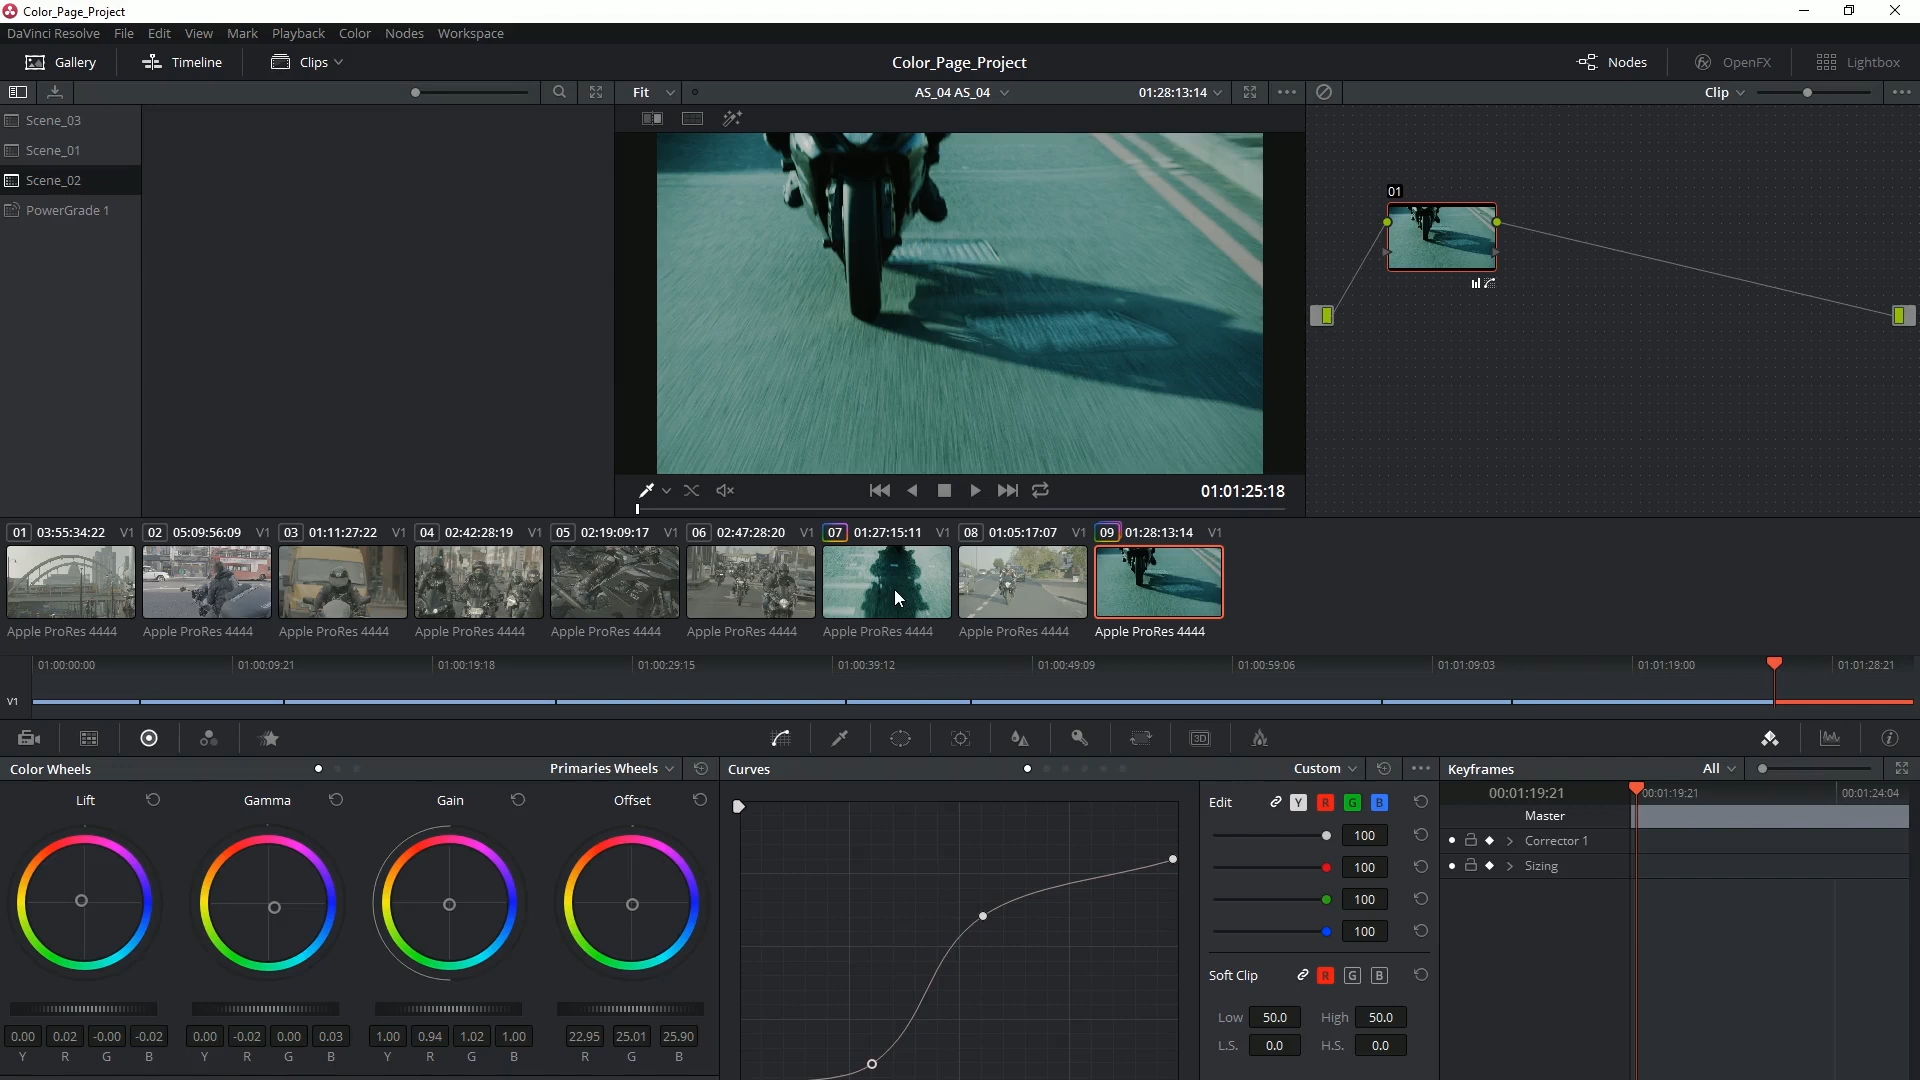 Color_Page_Project
DaVinci Resolve File Edit View Mark Playback Color Nodes Workspace
Gallery Timeline Clips Color_Page_Project Nodes OpenFX Lightbox
Fit AS_04 AS_04 01:28:13:14 Clip
Scene_03
Scene_01
Scene_02
PowerGrade 1
01
01:01:25:18
01 03:55:34:22 V1 02 05:09:56:09 V1 03 01:11:27:22 V1 04 02:42:28:19 V1 05 02:19:09:17 V1 06 02:47:28:20 V1 07 01:27:15:11 V1 08 01:05:17:07 V1 09 01:28:13:14 V1
Apple ProRes 4444 Apple ProRes 4444 Apple ProRes 4444 Apple ProRes 4444 Apple ProRes 4444 Apple ProRes 4444 Apple ProRes 4444 Apple ProRes 4444 Apple ProRes 4444
01:00:00:00 01:00:09:21 01:00:19:18 01:00:29:15 01:00:39:12 01:00:49:09 01:00:59:06 01:01:09:03 01:01:19:00 01:01:28:21
V1
3D
Color Wheels Primaries Wheels Curves Custom Keyframes All
Lift Gamma Gain Offset
0.00 0.02 -0.00 -0.02 0.00 -0.02 0.00 0.03 1.00 0.94 1.02 1.00 22.95 25.01 25.90
Y R G B Y R G B Y R G B R G B
Edit Y R G B
100
100
100
100
Soft Clip R G B
Low 50.0 High 50.0
L.S. 0.0 H.S. 0.0
00:01:19:21 00:01:19:21 00:01:24:04
Master
Corrector 1
Sizing